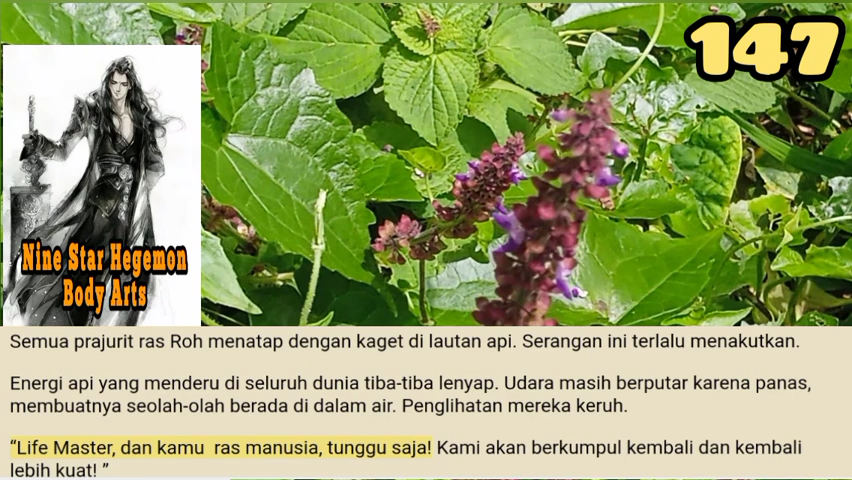 147
Nine Star Hegemon
Body Arts
Semua prajurit ras Roh menatap dengan kaget di lautan api. Serangan ini terlalu menakutkan.
Energi api yang menderu di seluruh dunia tiba-tiba lenyap. Udara masih berputar karena panas,
membuatnya seolah-olah berada di dalam air. Penglihatan mereka keruh.
“Life Master, dan kamu  ras manusia, tunggu saja! Kami akan berkumpul kembali dan kembali
lebih kuat! ”